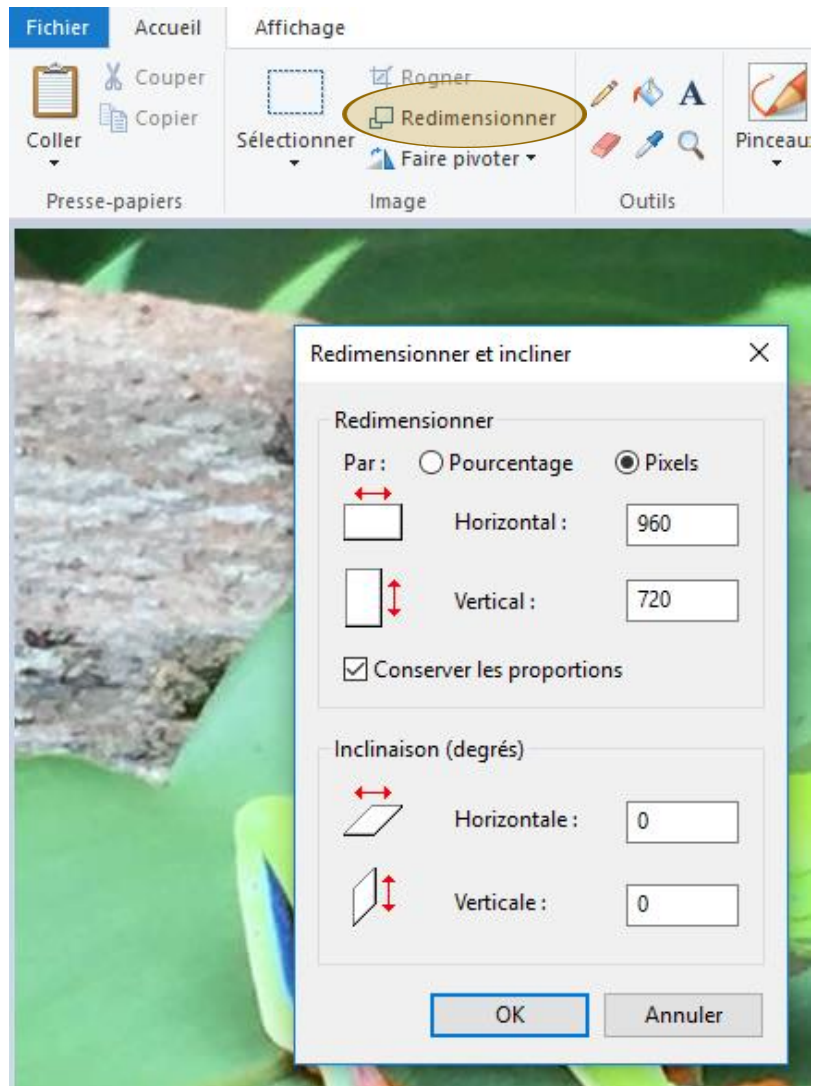 Fichier Accueil Affichage
Couper
Copier
Coller
Presse-papiers
Sélectionner
Rogner
Redimensionner
Faire pivoter
Image
A
Outils
Redimensionner et incliner
Redimensionner
Par : Pourcentage Pixels
Horizontal : 960
Vertical : 720
Conserver les proportions
Inclinaison (degrés)
Horizontale : 0
Verticale : 0
OK Annuler